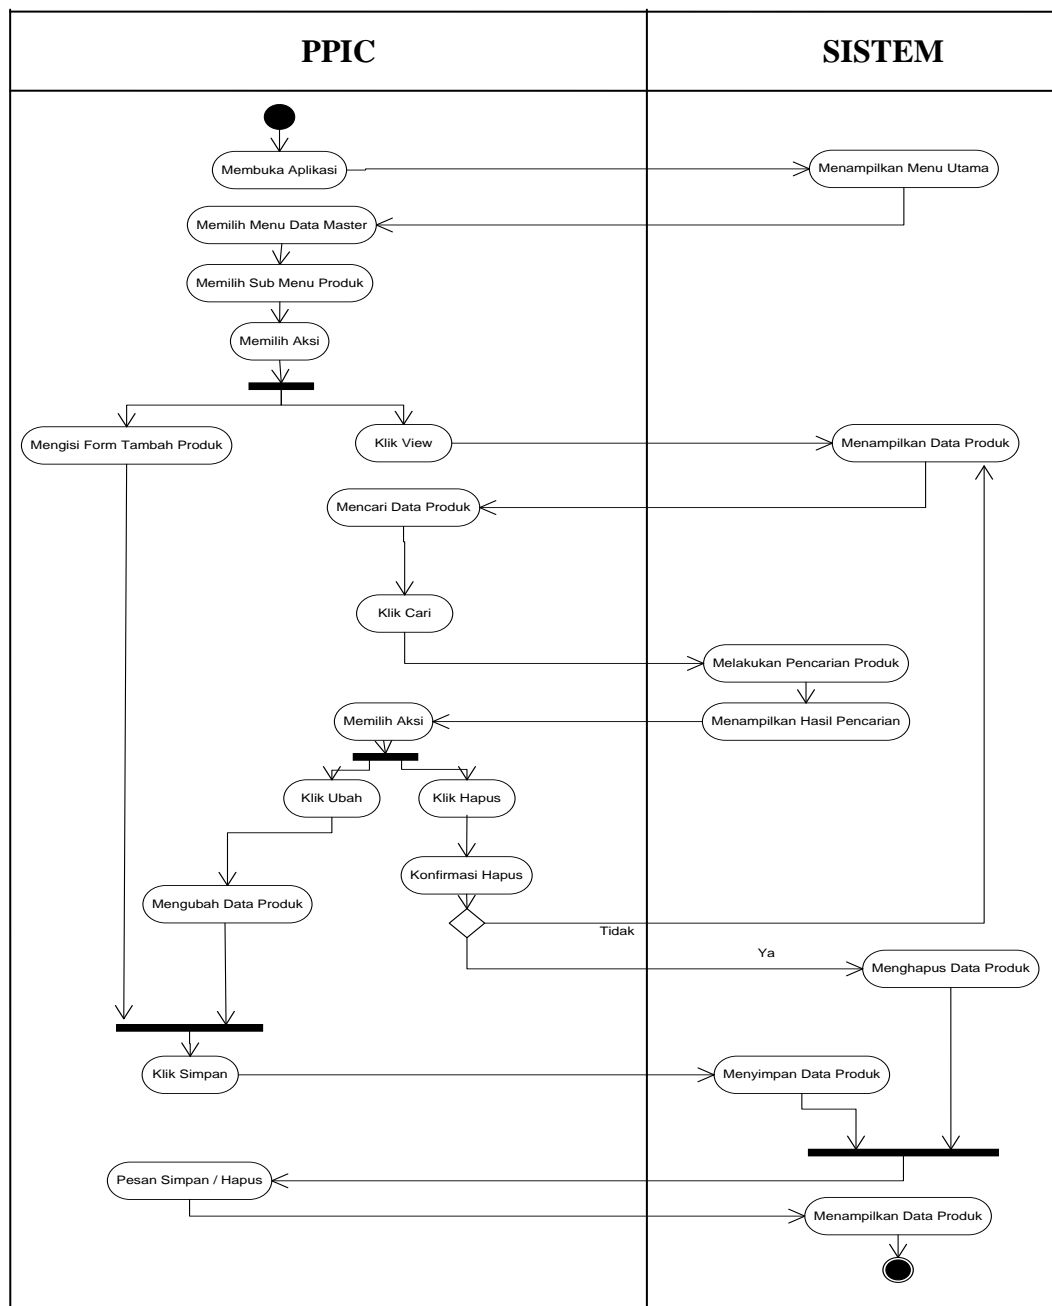 PPIC
SISTEM
Membuka Aplikasi
Menampilkan Menu Utama
Memilih Menu Data Master
Memilih Sub Menu Produk
Memilih Aksi
Mengisi Form Tambah Produk
Klik View
Menampilkan Data Produk
Mencari Data Produk
Klik Cari
Melakukan Pencarian Produk
Memilih Aksi
Menampilkan Hasil Pencarian
Klik Ubah
Klik Hapus
Konfirmasi Hapus
Mengubah Data Produk
Tidak
Ya
Menghapus Data Produk
Klik Simpan
Menyimpan Data Produk
Pesan Simpan / Hapus
Menampilkan Data Produk